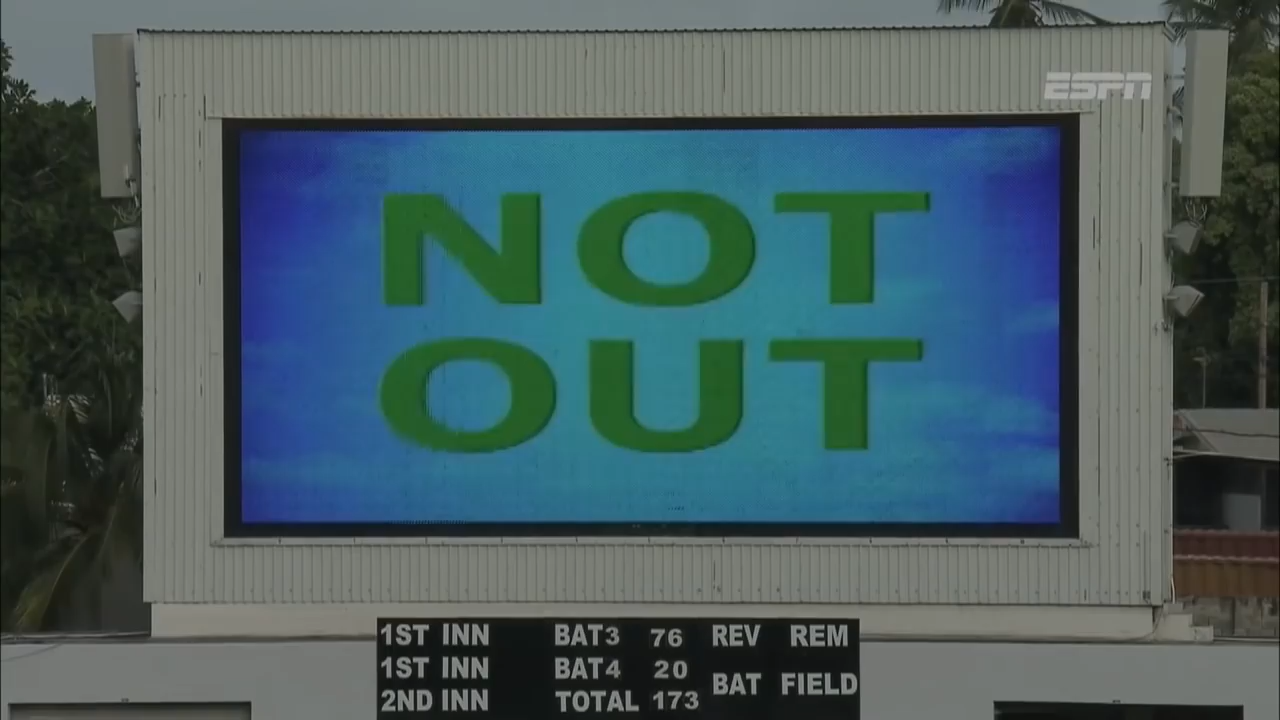 ESPN
NOT
OUT
1ST INN BAT3 76 REV REM
1ST INN BAT4 20
BAT FIELD
2ND INN TOTAL 173